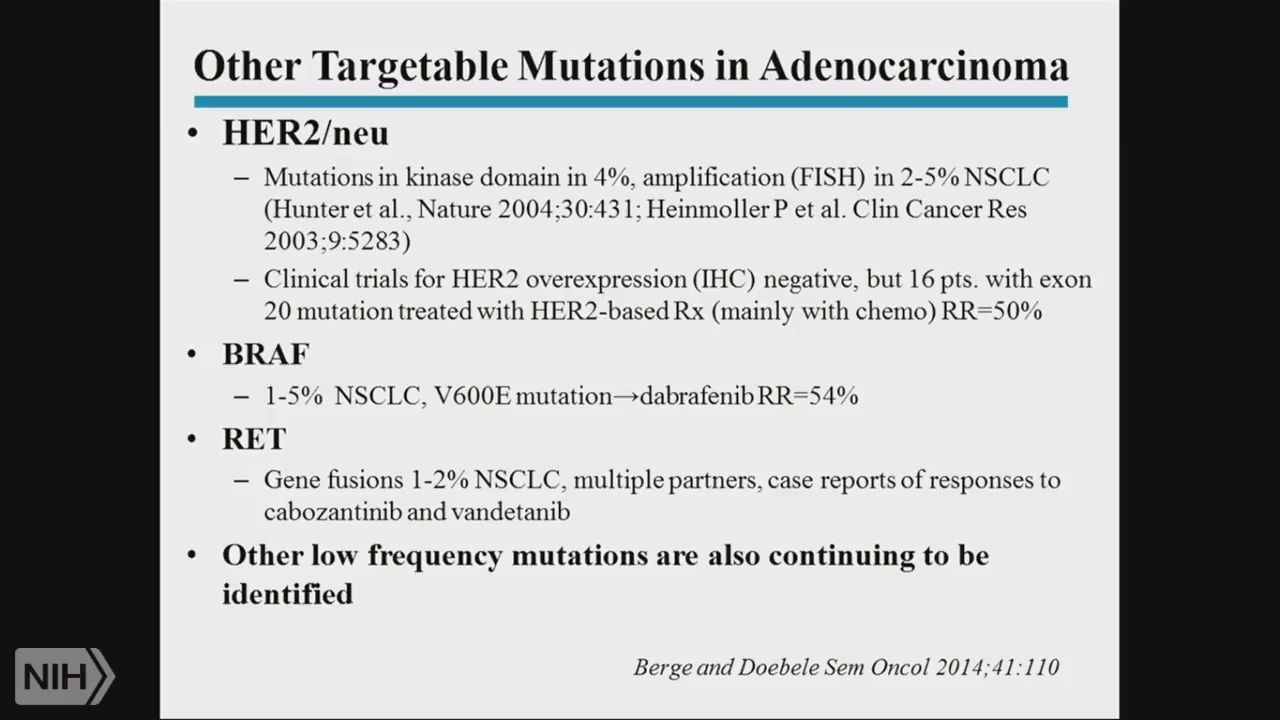 Other Targetable Mutations in Adenocarcinoma
• HER2/neu
– Mutations in kinase domain in 4%, amplification (FISH) in 2-5% NSCLC
(Hunter et al., Nature 2004;30:431; Heinmoller P et al. Clin Cancer Res
2003;9:5283)
– Clinical trials for HER2 overexpression (IHC) negative, but 16 pts. with exon
20 mutation treated with HER2-based Rx (mainly with chemo) RR=50%
• BRAF
– 1-5% NSCLC, V600E mutation→dabrafenib RR=54%
• RET
– Gene fusions 1-2% NSCLC, multiple partners, case reports of responses to
cabozantinib and vandetanib
• Other low frequency mutations are also continuing to be
identified
Berge and Doebele Sem Oncol 2014;41:110
NIH